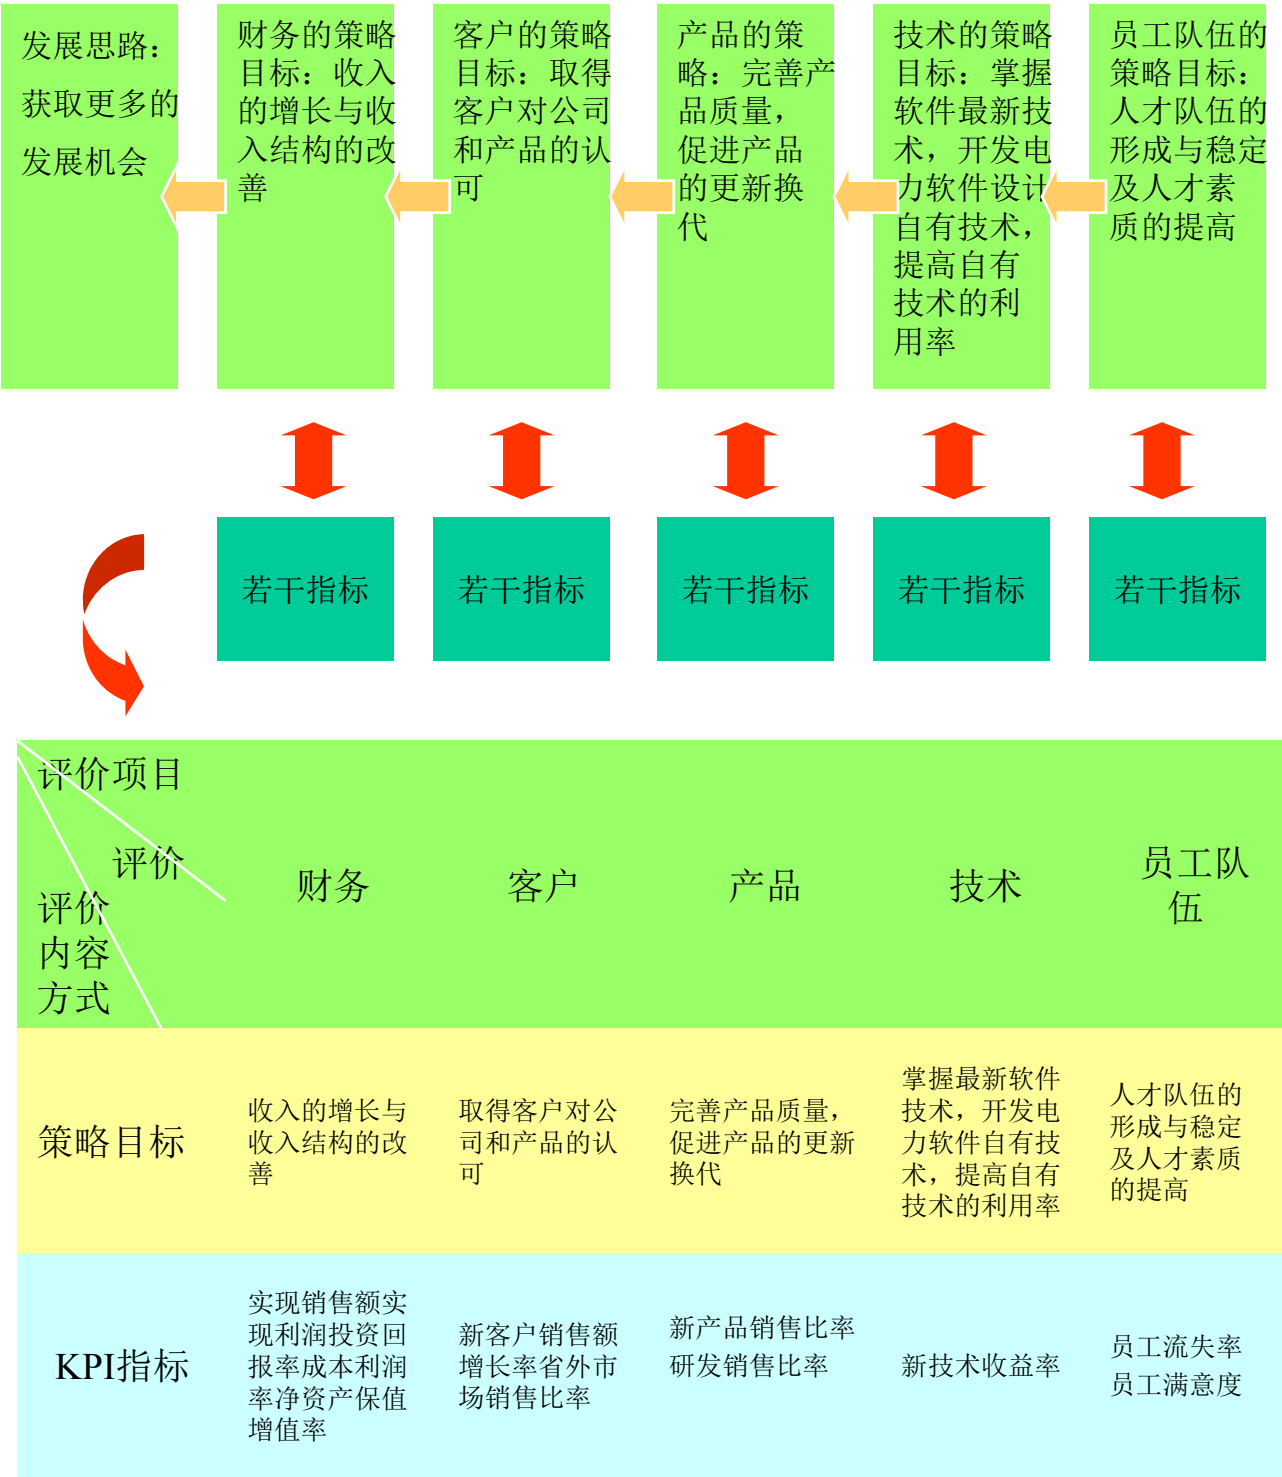 发展思路：
获取更多的
发展机会
财务的策略
目标：收入
的增长与收
入结构的改
善
客户的策略
目标：取得
客户对公司
和产品的认
可
产品的策
略：完善产
品质量，
促进产品
的更新换
代
技术的策略
目标：掌握
软件最新技
术，开发电
力软件设计
自有技术，
提高自有
技术的利
用率
员工队伍的
策略目标：
人才队伍的
形成与稳定
及人才素
质的提高
若干指标
若干指标
若干指标
若干指标
若干指标
评价项目
评价
评价
内容
方式
财务
客户
产品
技术
员工队
伍
策略目标
收入的增长与
收入结构的改
善
取得客户对公
司和产品的认
可
完善产品质量，
促进产品的更新
换代
掌握最新软件
技术，开发电
力软件自有技
术，提高自有
技术的利用率
人才队伍的
形成与稳定
及人才素质
的提高
KPI指标
实现销售额实
现利润投资回
报率成本利润
率净资产保值
增值率
新客户销售额
增长率省外市
场销售比率
新产品销售比率
研发销售比率
新技术收益率
员工流失率
员工满意度